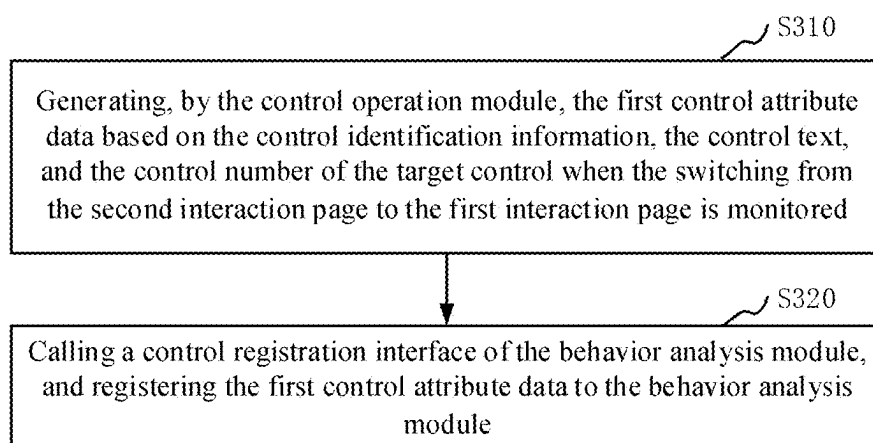 S310
Generating, by the control operation module, the first control attribute
data based on the control identification information, the control text,
and the control number of the target control when the switching from
the second interaction page to the first interaction page is monitored
S320
Calling a control registration interface of the behavior analysis module,
and registering the first control attribute data to the behavior analysis
module